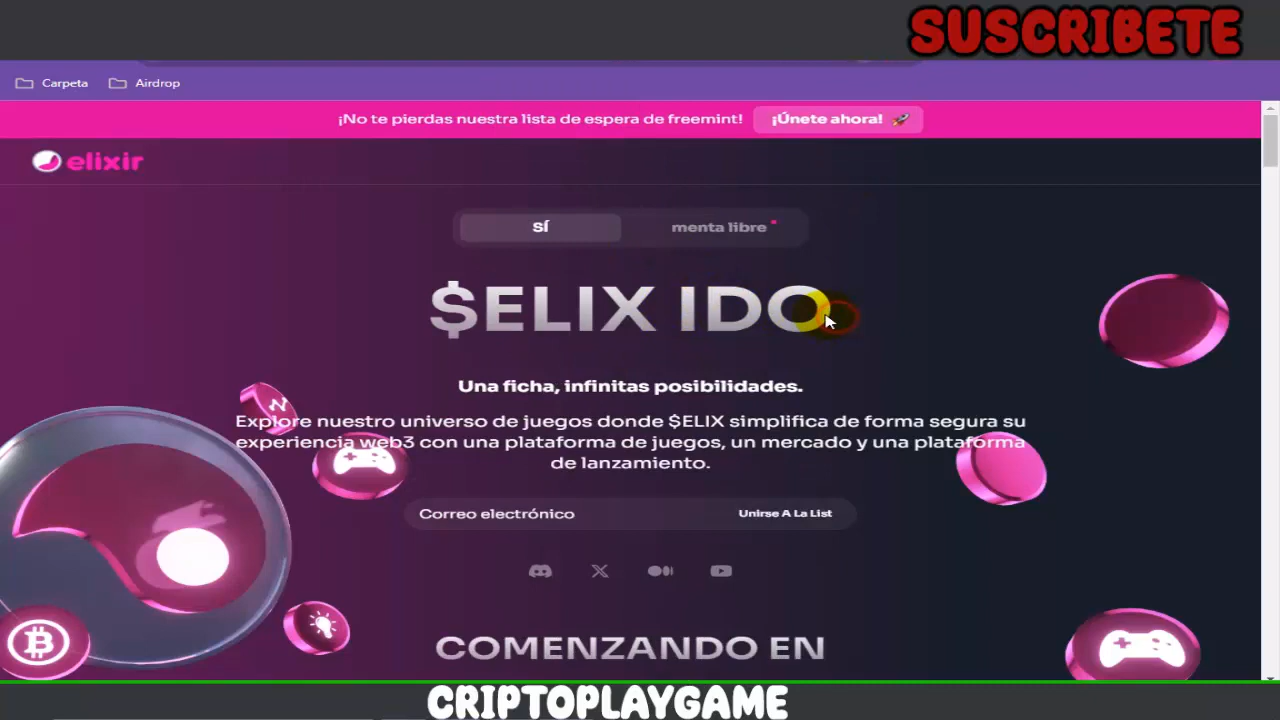 SUSCRIBETE
Carpeta Airdrop
¡No te pierdas nuestra lista de espera de freemint! ¡Únete ahora! 🚀
elixir
SÍ menta libre
$ELIX IDO
Una ficha, infinitas posibilidades.
Explore nuestro universo de juegos donde $ELIX simplifica de forma segura su
experiencia web3 con una plataforma de juegos, un mercado y una plataforma
de lanzamiento.
Correo electrónico Unirse A La List
COMENZANDO EN
CRIPTOPLAYGAME